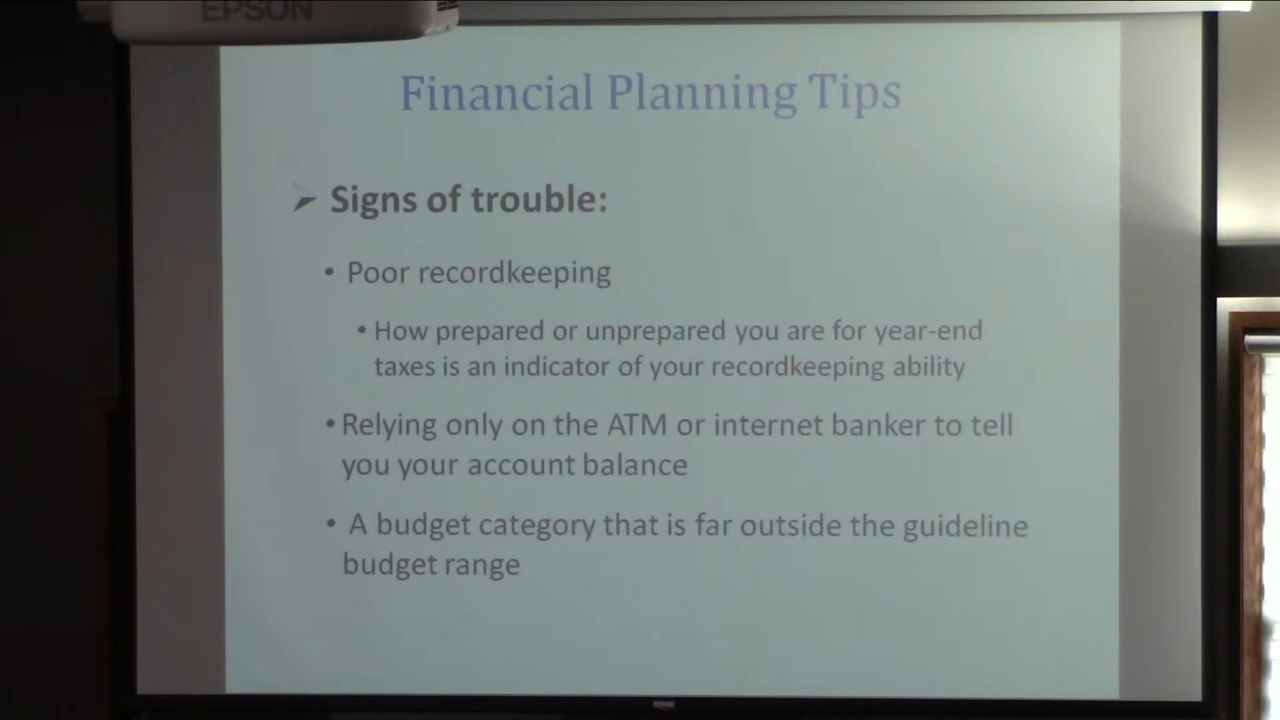 EPSON
Financial Planning Tips
➢ Signs of trouble:
• Poor recordkeeping
• How prepared or unprepared you are for year-end
taxes is an indicator of your recordkeeping ability
• Relying only on the ATM or internet banker to tell
you your account balance
• A budget category that is far outside the guideline
budget range